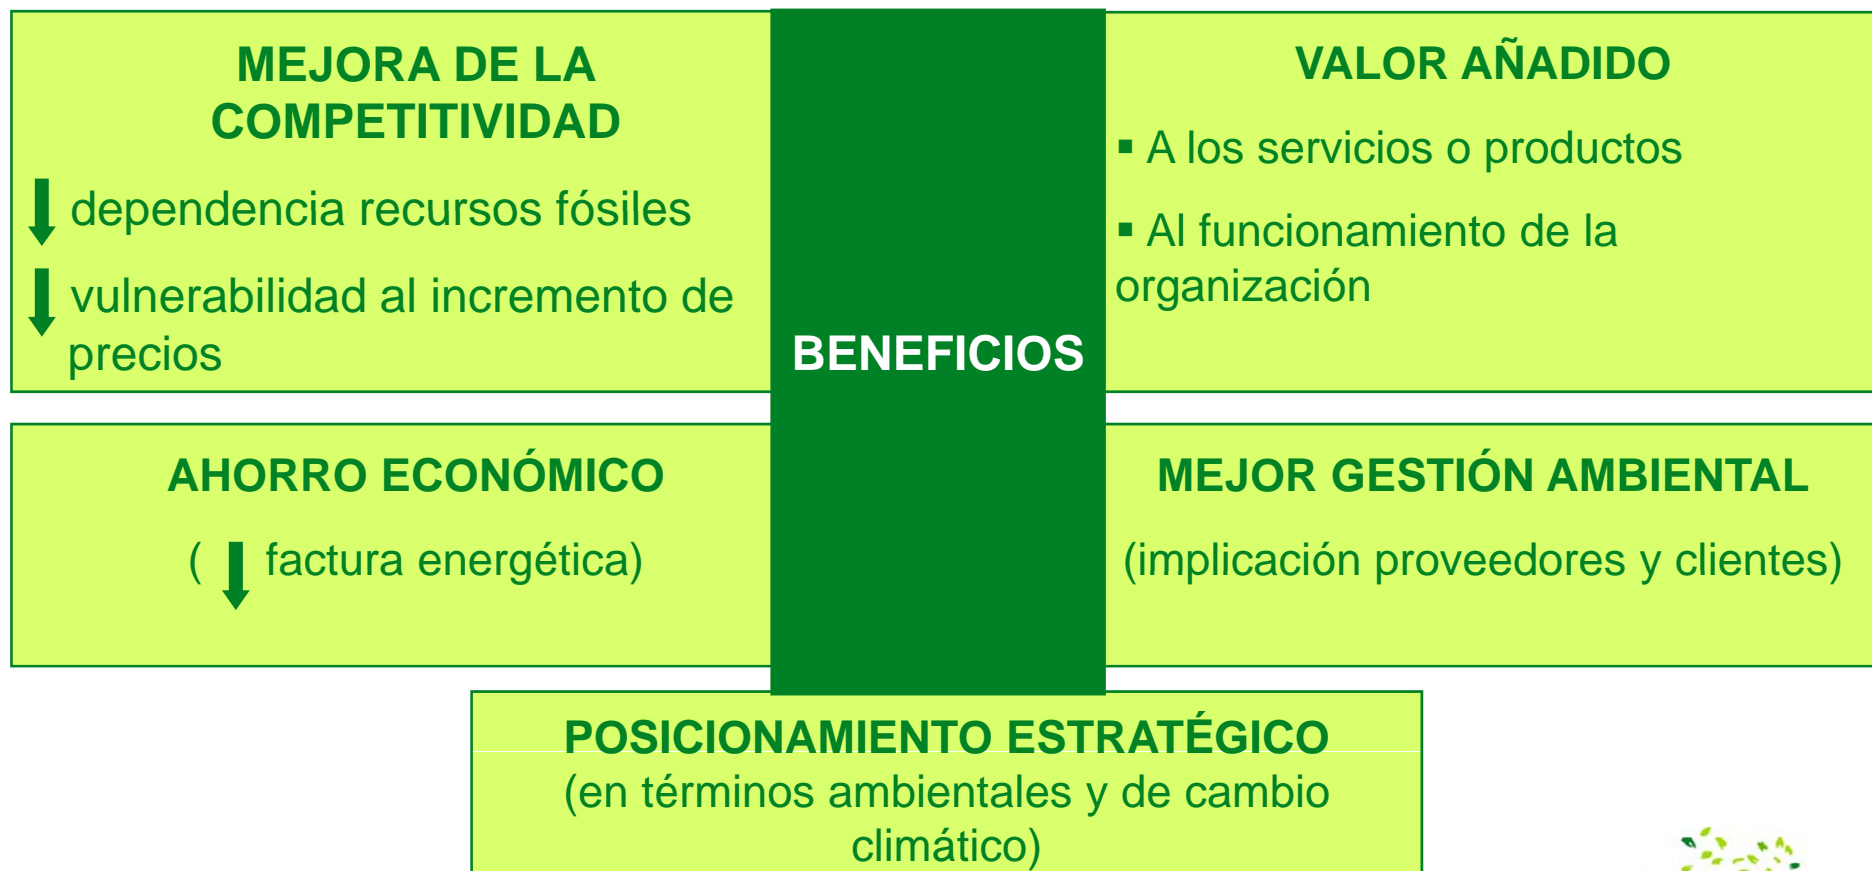 MEJORA DE LA
COMPETITIVIDAD
dependencia recursos fósiles
vulnerabilidad al incremento de
precios
BENEFICIOS
VALOR AÑADIDO
▪ A los servicios o productos
▪ Al funcionamiento de la
organización
AHORRO ECONÓMICO
( factura energética)
MEJOR GESTIÓN AMBIENTAL
(implicación proveedores y clientes)
POSICIONAMIENTO ESTRATÉGICO
(en términos ambientales y de cambio
climático)